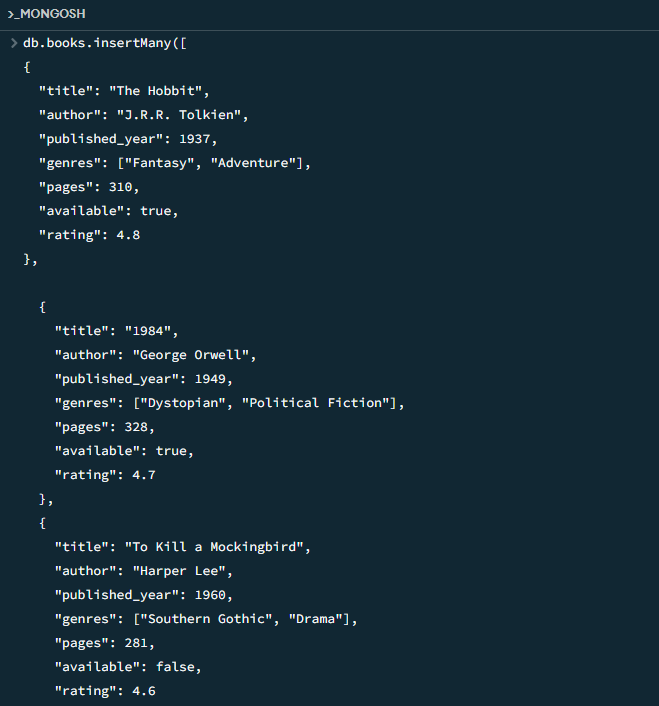 >_MONGOSH
> db.books.insertMany([
{
"title": "The Hobbit",
"author": "J.R.R. Tolkien",
"published_year": 1937,
"genres": ["Fantasy", "Adventure"],
"pages": 310,
"available": true,
"rating": 4.8
},
{
"title": "1984",
"author": "George Orwell",
"published_year": 1949,
"genres": ["Dystopian", "Political Fiction"],
"pages": 328,
"available": true,
"rating": 4.7
},
{
"title": "To Kill a Mockingbird",
"author": "Harper Lee",
"published_year": 1960,
"genres": ["Southern Gothic", "Drama"],
"pages": 281,
"available": false,
"rating": 4.6